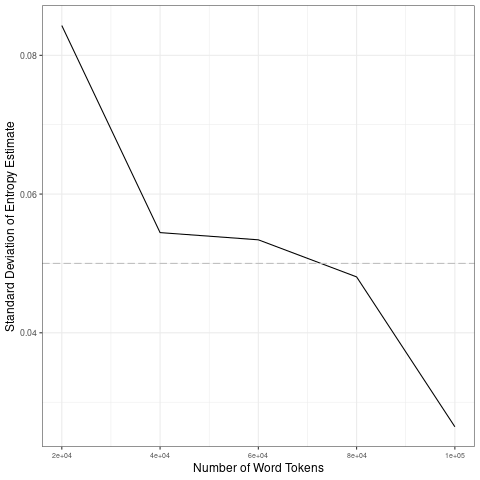 Standard Deviation of Entropy Estimate
0.08
0.06
0.04
2e+04 4e+04 6e+04 8e+04 1e+05
Number of Word Tokens